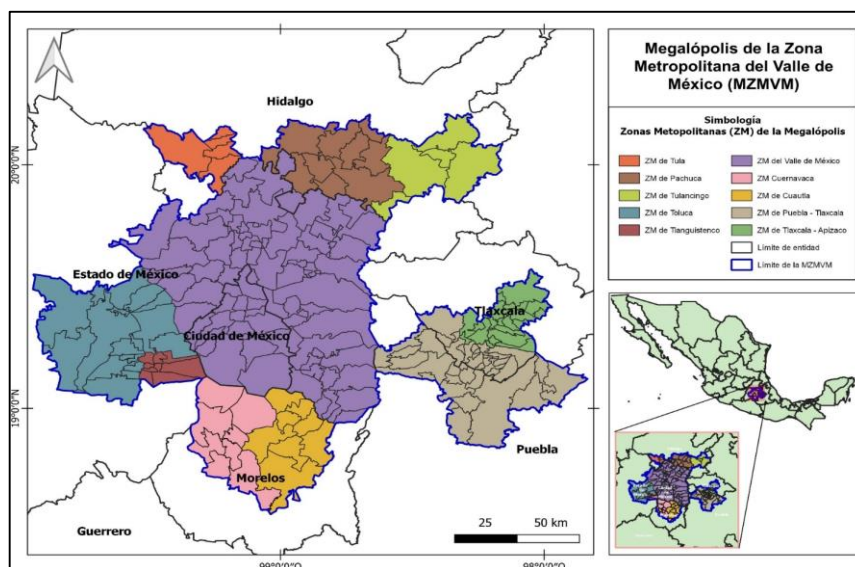 Megalópolis de la Zona
Metropolitana del Valle de
México (MZMVM)
Simbología
Zonas Metopolitanas (ZM) de la Megalópolis
ZM de Tula
ZM de Pachuca
ZM de Tulancingo
ZM de Toluca
ZM de Tianguistenco
ZM del Valle de México
ZM Cuernavaca
ZM de Cuautla
ZM de Puebla - Tlaxcala
ZM de Tlaxcala - Apizaco
Límite de entidad
Límite de la MZMVM
Hidalgo
20°0'0"N
Estado de México
Tlaxcala
Ciudad de México
19°0'0"N
Puebla
Morelos
Guerrero
25 50 km
99°0'0"O
98°0'0"O